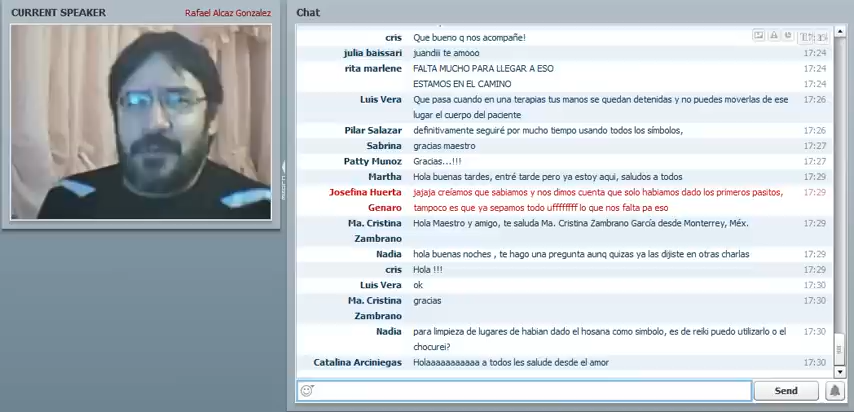 CURRENT SPEAKER
Rafael Alcaz Gonzalez
Chat
cris Que bueno q nos acompañe!
julia baissari juandii te amooo 17:24
rita marlene FALTA MUCHO PARA LLEGAR A ESO 17:24
ESTAMOS EN EL CAMINO 17:24
Luis Vera Que pasa cuando en una terapias tus manos se quedan detenidas y no puedes moverlas de ese 17:26
lugar el cuerpo del paciente
Pilar Salazar definitivamente seguiré por mucho tiempo usando todos los símbolos, 17:26
Sabrina gracias maestro 17:27
Patty Munoz Gracias...!!! 17:27
Martha Hola buenas tardes, entré tarde pero ya estoy aqui, saludos a todos 17:29
Josefina Huerta jajaja creíamos que sabiamos y nos dimos cuenta que solo habiamos dado los primeros pasitos, 17:29
Genaro tampoco es que ya sepamos todo uffffffff lo que nos falta pa eso
Ma. Cristina Hola Maestro y amigo, te saluda Ma. Cristina Zambrano García desde Monterrey, Méx. 17:29
Zambrano
Nadia hola buenas noches , te hago una pregunta aunq quizas ya las dijiste en otras charlas 17:29
cris Hola !!! 17:29
Luis Vera ok 17:30
Ma. Cristina gracias 17:30
Zambrano
Nadia para limpieza de lugares de habian dado el hosana como simbolo, es de reiki puedo utilizarlo o el 17:30
chocurei?
Catalina Arciniegas Holaaaaaaaaaaa a todos les salude desde el amor 17:30
Send